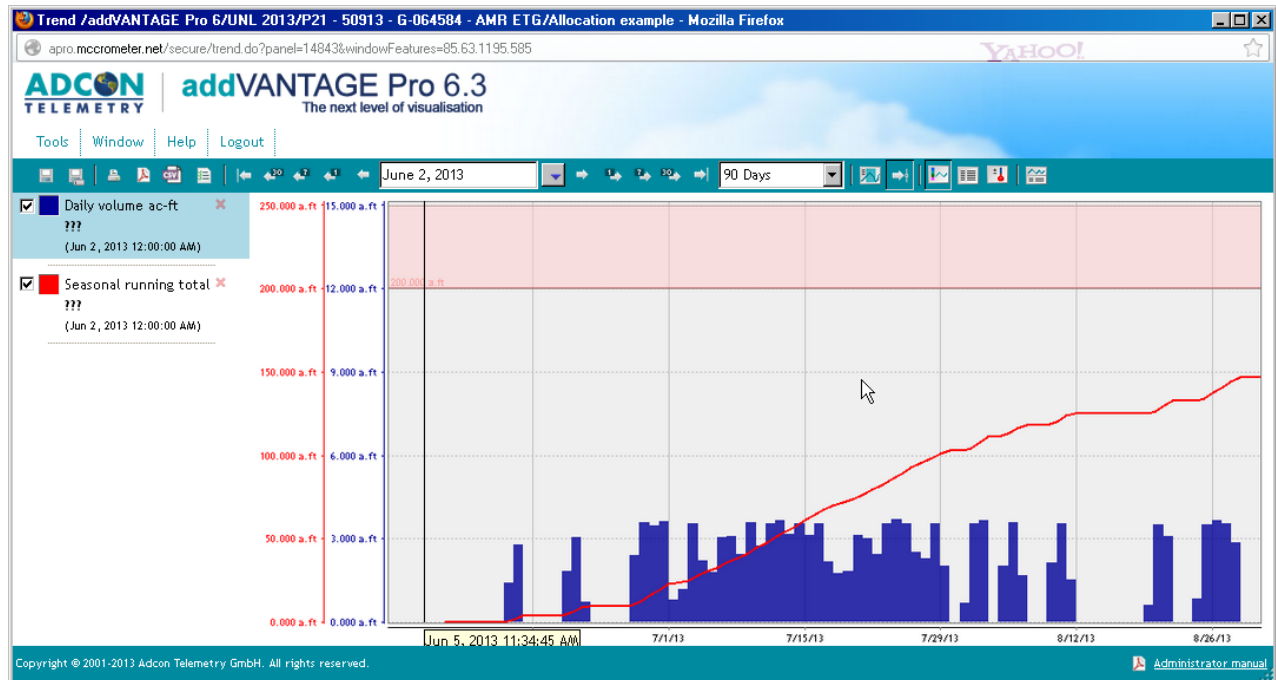 Trend /addVANTAGE Pro 6/UNL 2013/P21 - 50913 - G-064584 - AMR ETG/Allocation example - Mozilla Firefox
apro.mccrometer.net/secure/trend.do?panel=14843&windowFeatures=85.63.1195.585
YAHOO!
ADCON TELEMETRY
addVANTAGE Pro 6.3
The next level of visualisation
Tools Window Help Logout
CSV 30 7 1 June 2, 2013 1 7 30 90 Days
Daily volume ac-ft
???
(Jun 2, 2013 12:00:00 AM)
Seasonal running total
???
(Jun 2, 2013 12:00:00 AM)
250.000 a.ft 15.000 a.ft
200.000 a.ft
200.000 a.ft 12.000 a.ft
150.000 a.ft 9.000 a.ft
100.000 a.ft 6.000 a.ft
50.000 a.ft 3.000 a.ft
0.000 a.ft 0.000 a.ft
Jun 5, 2013 11:34:45 AM 7/1/13 7/15/13 7/29/13 8/12/13 8/26/13
Copyright © 2001-2013 Adcon Telemetry GmbH. All rights reserved. Administrator manual